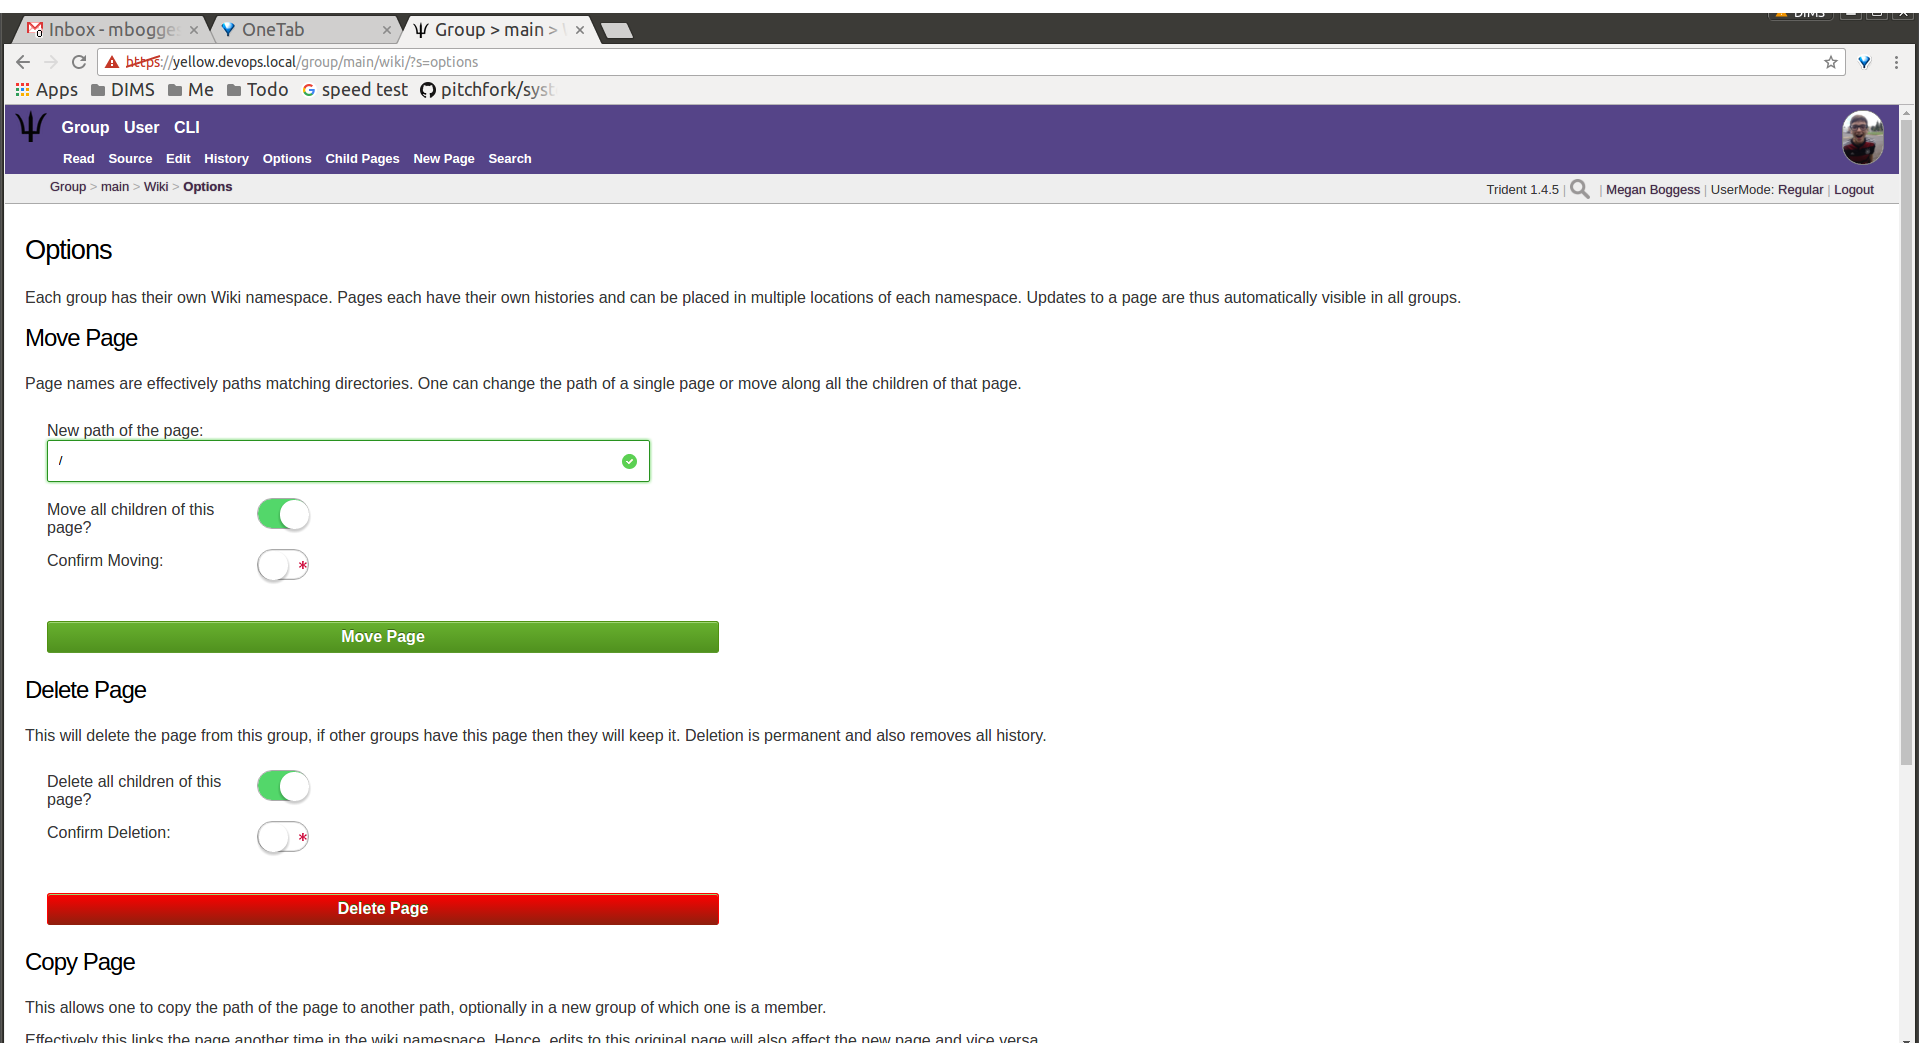 DIMS
Inbox - mbogges
OneTab
Group > main >
https://yellow.devops.local/group/main/wiki/?s=options
Apps DIMS Me Todo speed test pitchfork/syst
Group User CLI
Read Source Edit History Options Child Pages New Page Search
Group > main > Wiki > Options
Trident 1.4.5 | | Megan Boggess | UserMode: Regular | Logout
Options
Each group has their own Wiki namespace. Pages each have their own histories and can be placed in multiple locations of each namespace. Updates to a page are thus automatically visible in all groups.
Move Page
Page names are effectively paths matching directories. One can change the path of a single page or move along all the children of that page.
New path of the page:
/
Move all children of this
page?
Confirm Moving:
*
Move Page
Delete Page
This will delete the page from this group, if other groups have this page then they will keep it. Deletion is permanent and also removes all history.
Delete all children of this
page?
Confirm Deletion:
*
Delete Page
Copy Page
This allows one to copy the path of the page to another path, optionally in a new group of which one is a member.
Effectively this links the page another time in the wiki namespace. Hence, edits to this original page will also affect the new page and vice versa